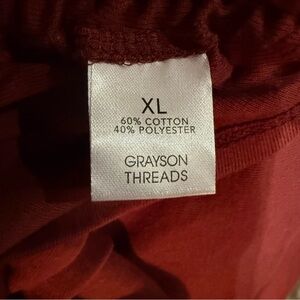 XL
60% COTTON
40% POLYESTER
GRAYSON
THREADS